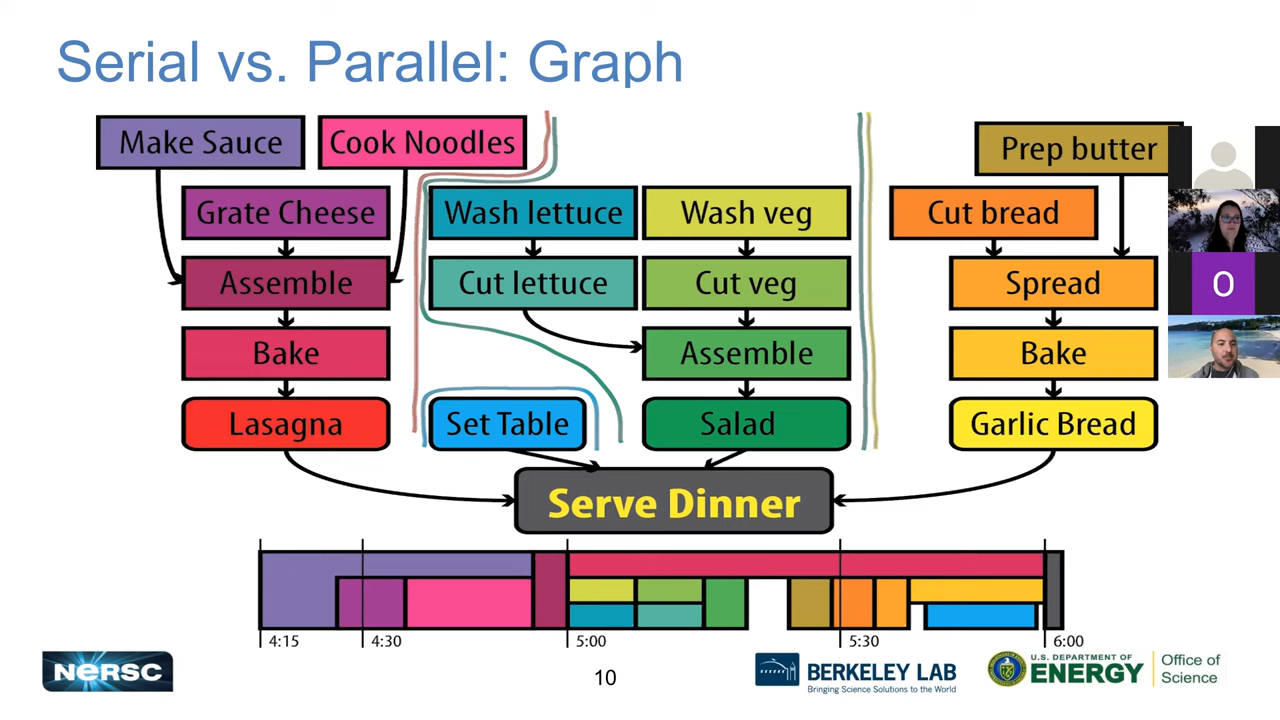 Serial vs. Parallel: Graph
Make Sauce
Cook Noodles
Prep butter
Grate Cheese
Wash lettuce
Wash veg
Cut bread
Assemble
Cut lettuce
Cut veg
Spread
O
Bake
Assemble
Bake
Lasagna
Set Table
Salad
Garlic Bread
Serve Dinner
4:15
4:30
5:00
5:30
6:00
NERSC
10
BERKELEY LAB
Bringing Science Solutions to the World
U.S. DEPARTMENT OF
ENERGY
Office of
Science